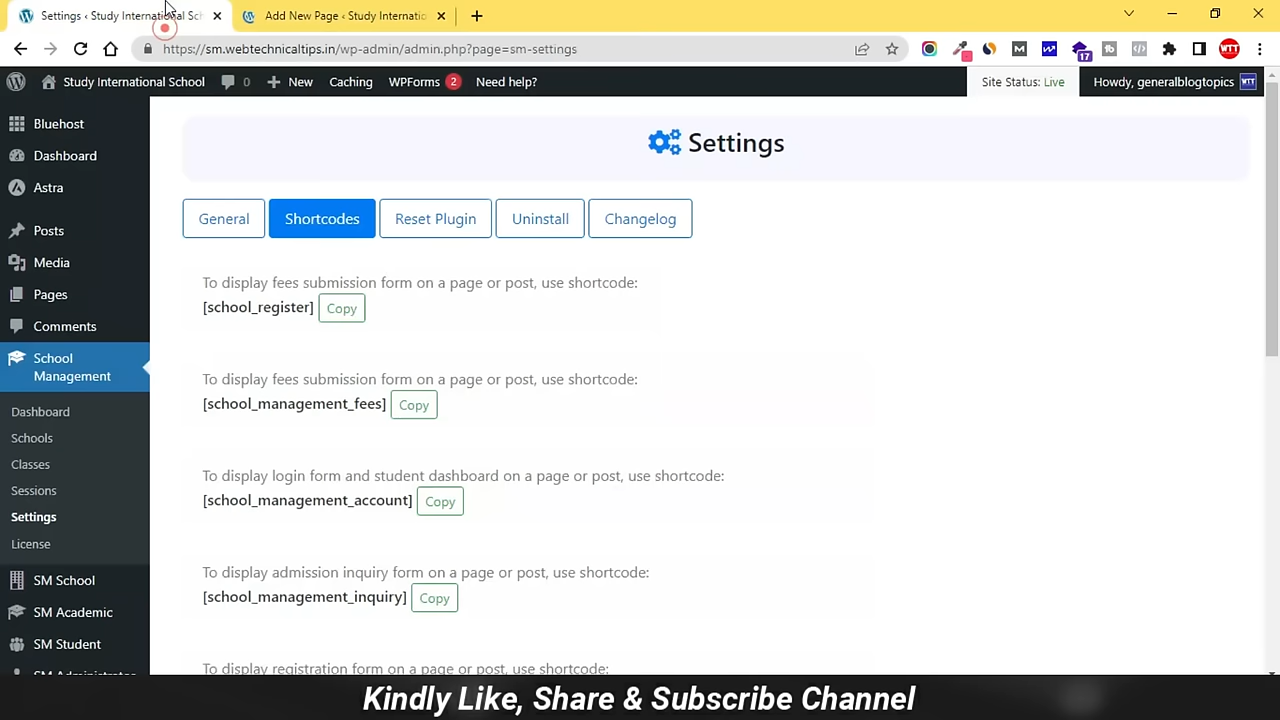 Settings ‹ Study International Sch
Add New Page ‹ Study Internatio
https://sm.webtechnicaltips.in/wp-admin/admin.php?page=sm-settings
17
WTT
Study International School
0
New
Caching
WPForms 2
Need help?
Site Status: Live
Howdy, generalblogtopics
WTT
Bluehost
Dashboard
Astra
Posts
Media
Pages
Comments
School
Management
Dashboard
Schools
Classes
Sessions
Settings
License
SM School
SM Academic
SM Student
SM Administrator
Settings
General
Shortcodes
Reset Plugin
Uninstall
Changelog
To display fees submission form on a page or post, use shortcode:
[school_register] Copy
To display fees submission form on a page or post, use shortcode:
[school_management_fees] Copy
To display login form and student dashboard on a page or post, use shortcode:
[school_management_account] Copy
To display admission inquiry form on a page or post, use shortcode:
[school_management_inquiry] Copy
To display registration form on a page or post, use shortcode:
Kindly Like, Share & Subscribe Channel